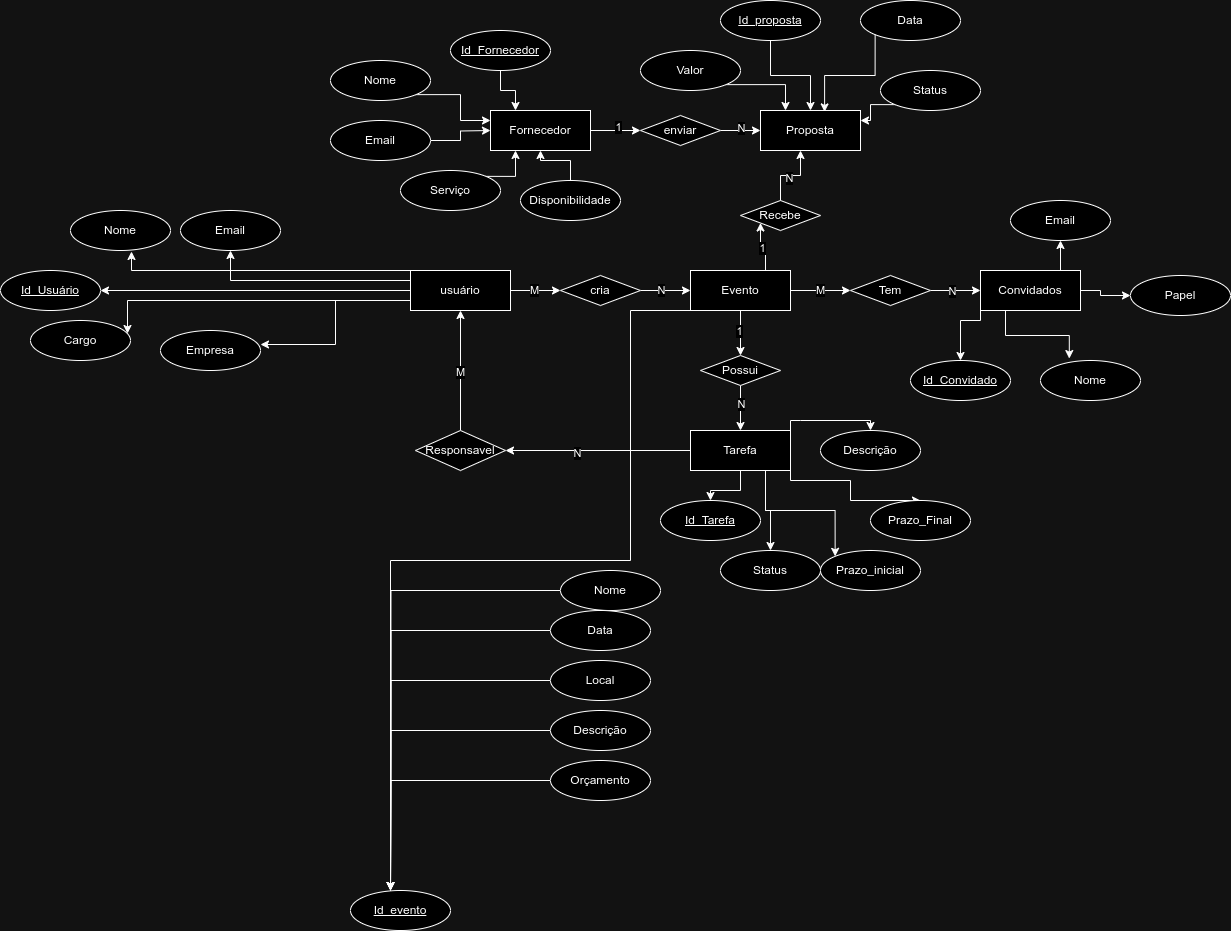 Id_proposta
Data
Id_Fornecedor
Valor
Nome
Status
Fornecedor
1
enviar
N
Proposta
Email
N
Serviço
Disponibilidade
Recebe
Nome
Email
Email
1
Id_Usuário
usuário
M
cria
N
Evento
M
Tem
N
Convidados
Papel
Cargo
Empresa
1
Possui
M
Id_Convidado
Nome
N
Responsavel
N
Tarefa
Descrição
Id_Tarefa
Prazo_Final
Status
Prazo_inicial
Nome
Data
Local
Descrição
Orçamento
Id_evento